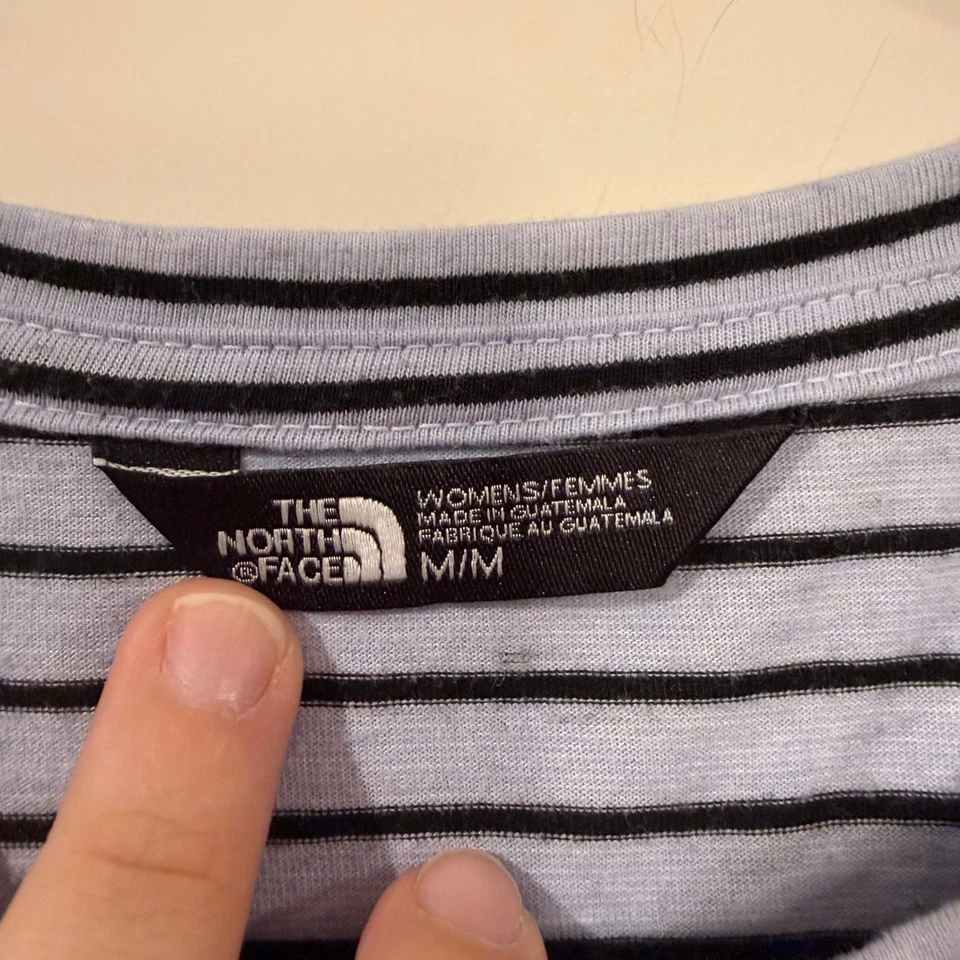 THE
NORTH
®FACE
WOMENS/FEMMES
MADE IN GUATEMALA
FABRIQUE AU GUATEMALA
M/M